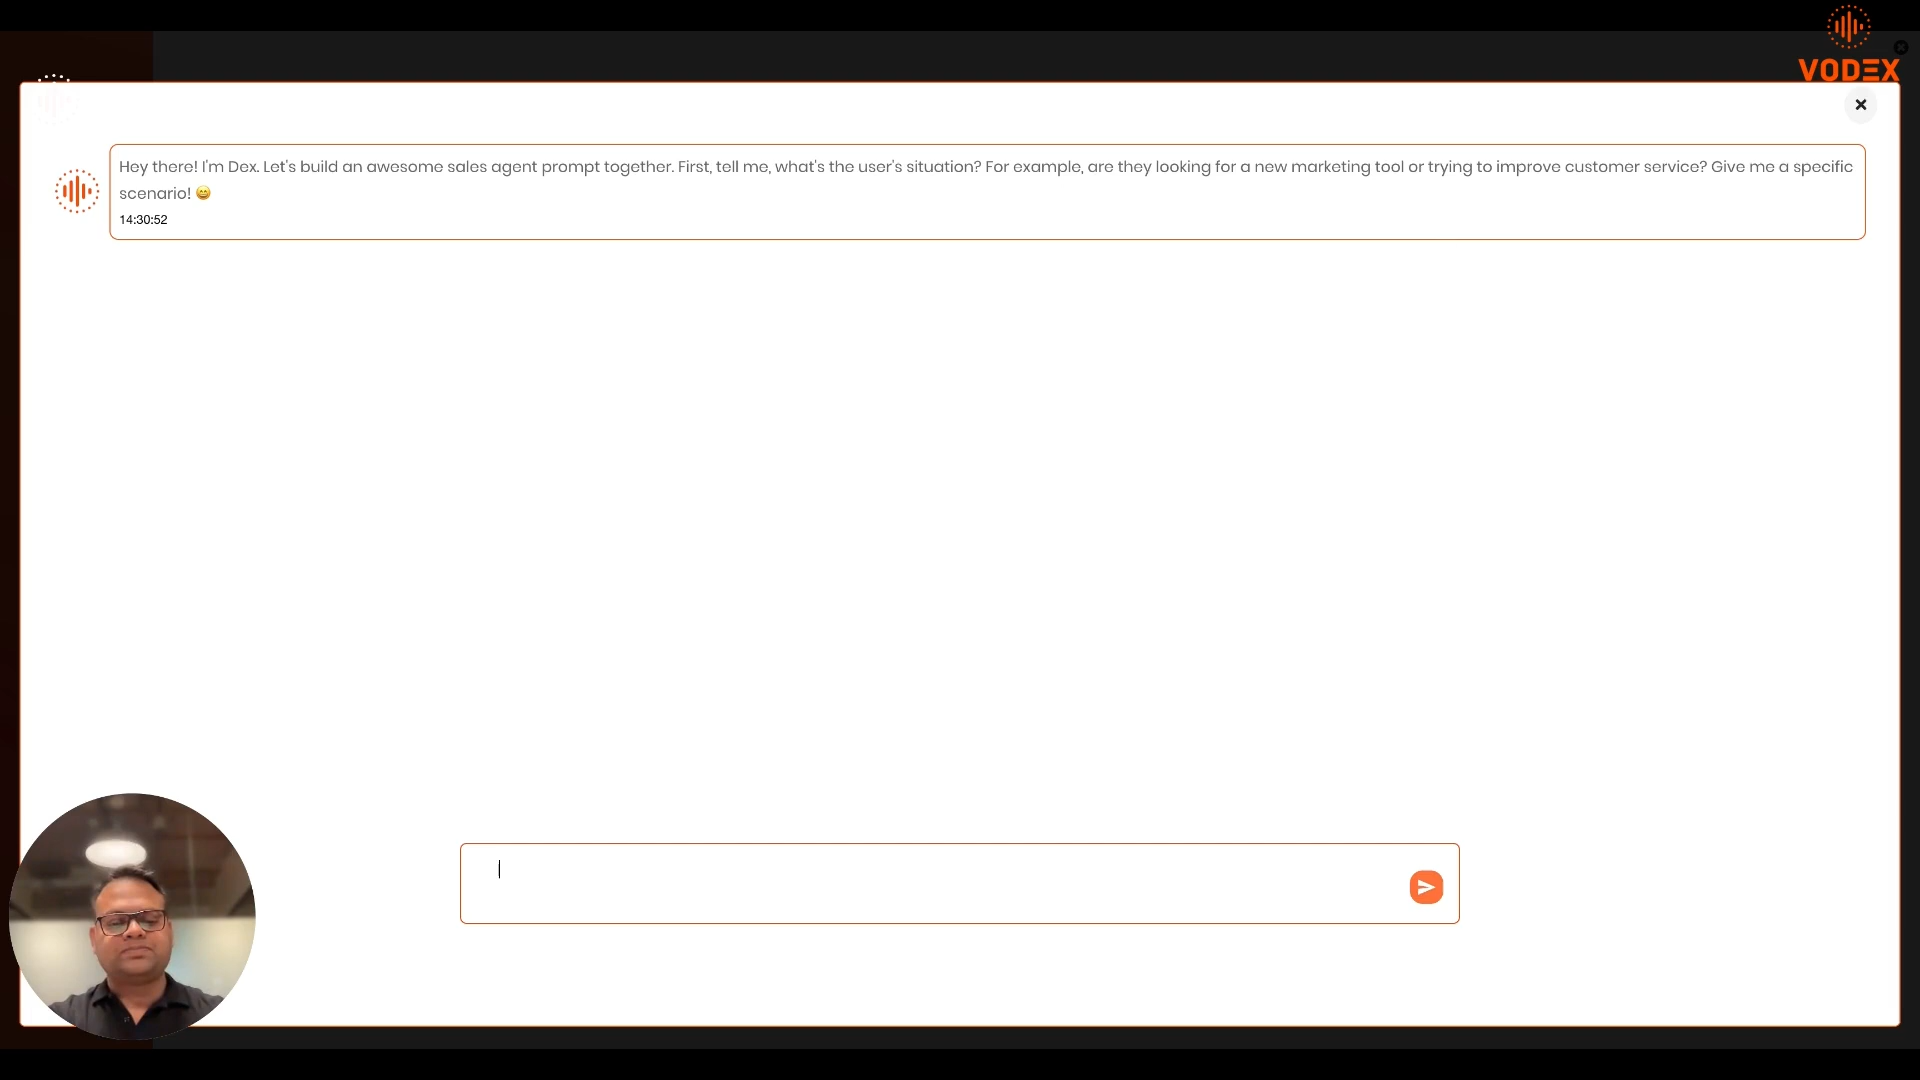 VODEX
Hey there! I'm Dex. Let's build an awesome sales agent prompt together. First, tell me, what's the user's situation? For example, are they looking for a new marketing tool or trying to improve customer service? Give me a specific
scenario! 😄
14:30:52